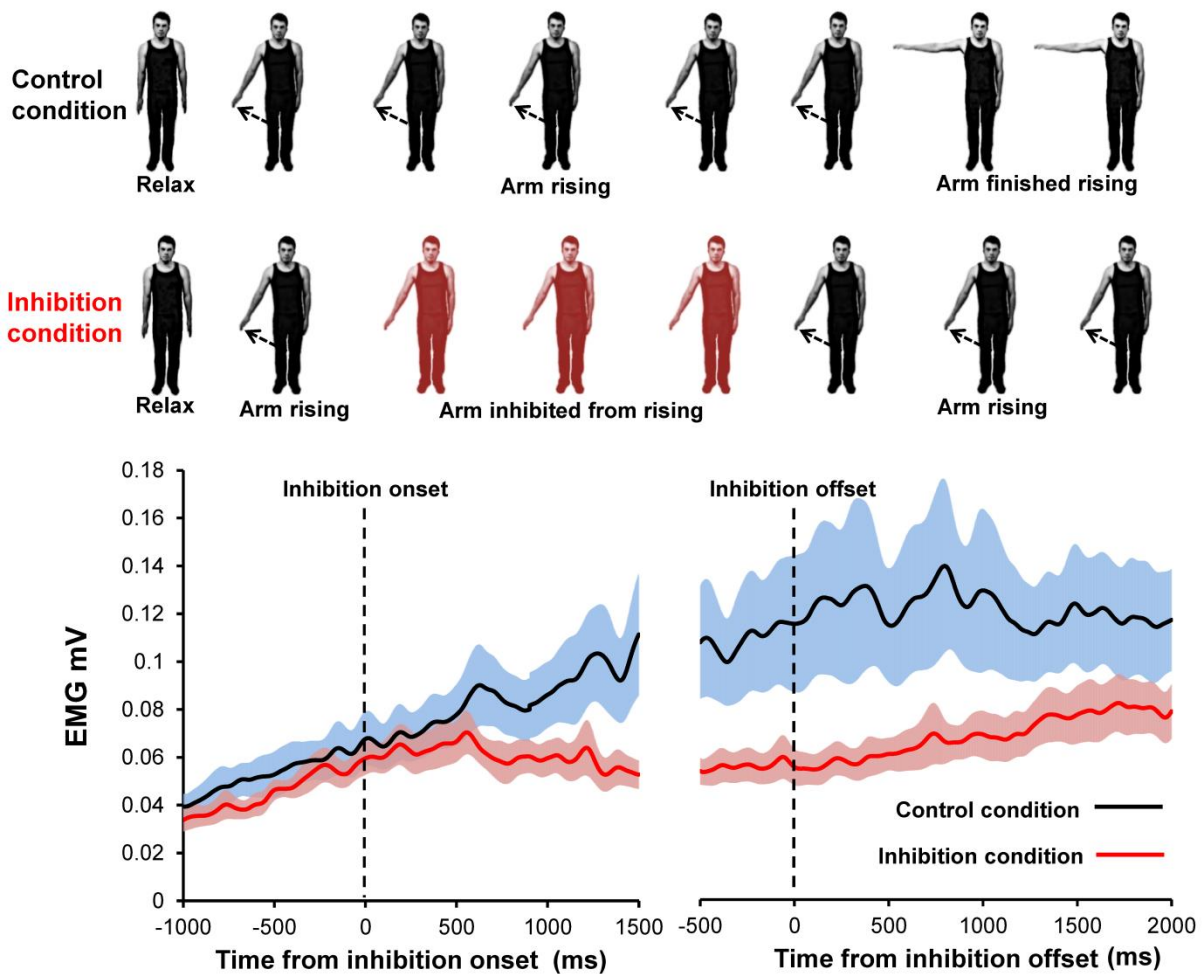 Control
condition
Relax
Arm rising
Arm finished rising
Inhibition
condition
Relax
Arm rising
Arm inhibited from rising
Arm rising
EMG mV
0.18
0.16
0.14
0.12
0.1
0.08
0.06
0.04
0.02
0
Inhibition onset
-1000
-500
0
500
1000
1500
Time from inhibition onset (ms)
Inhibition offset
Control condition
Inhibition condition
-500
0
500
1000
1500
2000
Time from inhibition offset (ms)